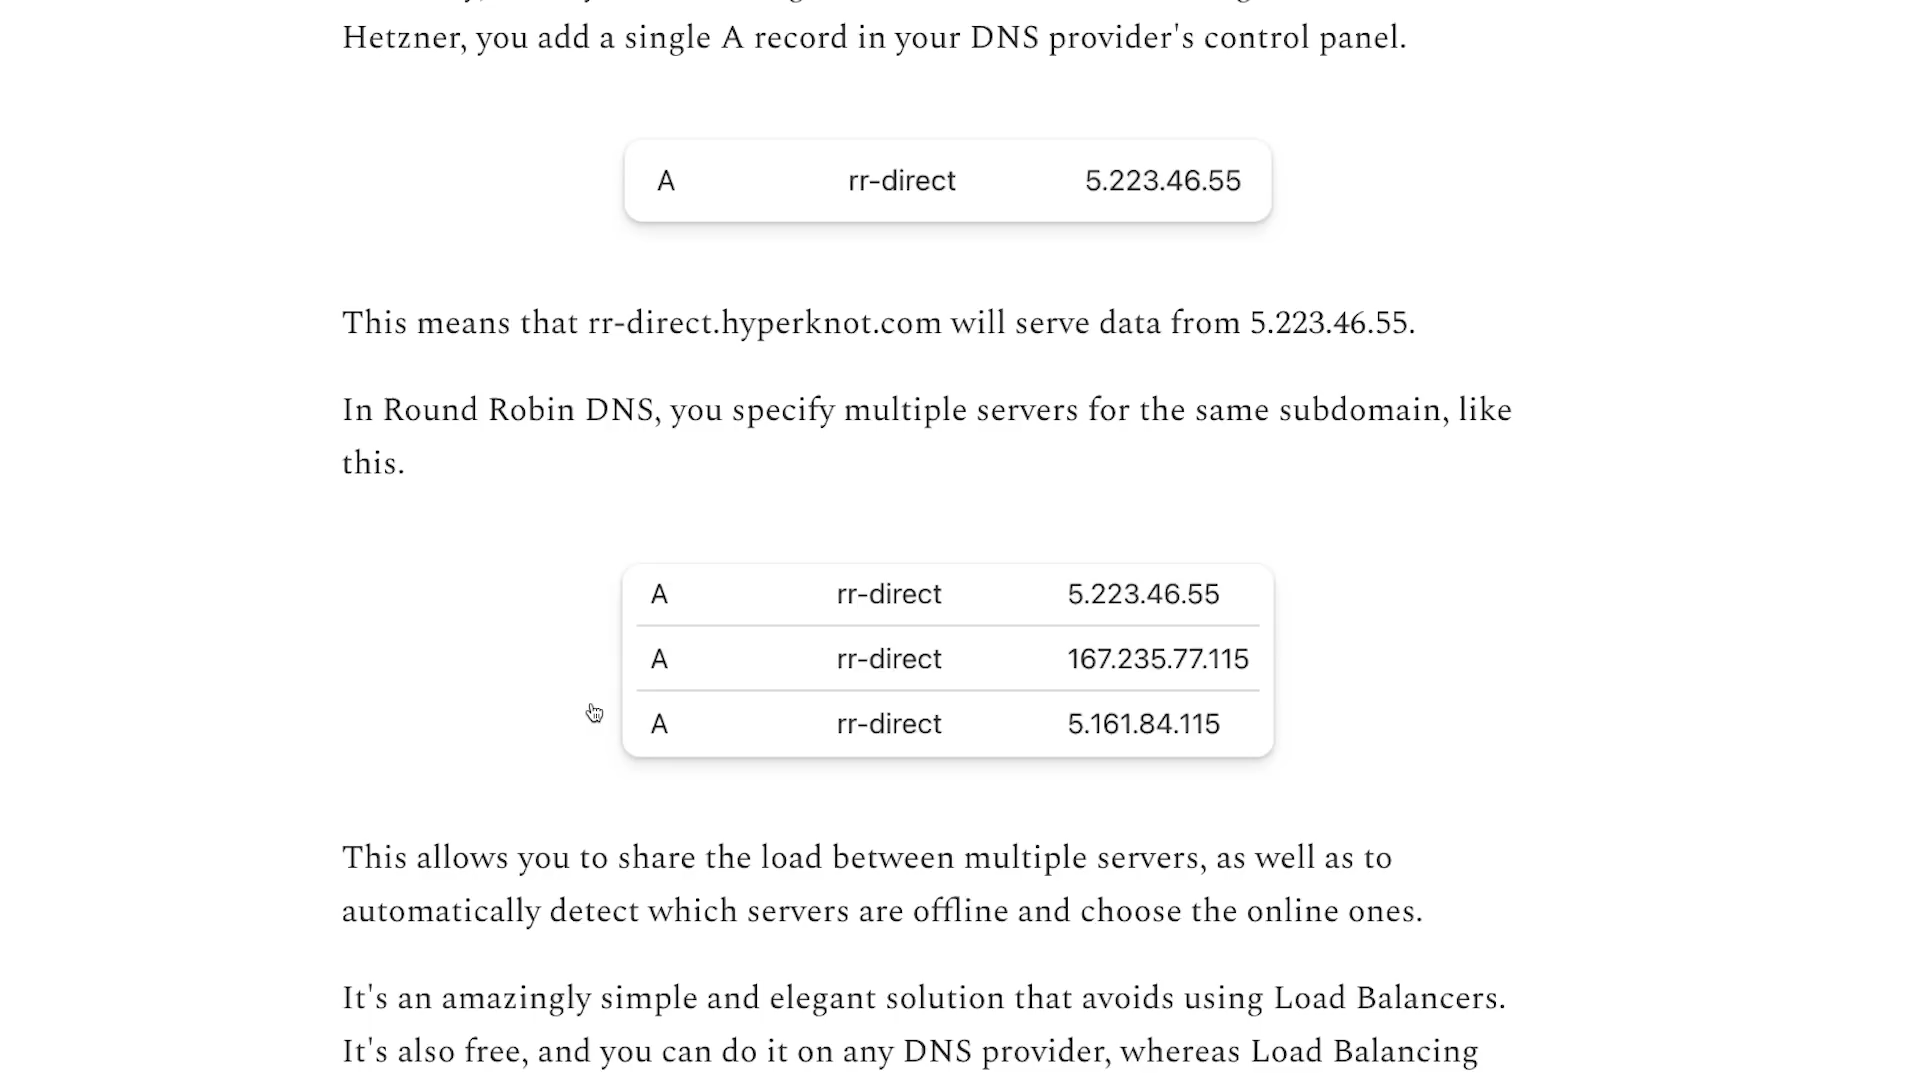 Hetzner, you add a single A record in your DNS provider's control panel.
A rr-direct 5.223.46.55
This means that rr-direct.hyperknot.com will serve data from 5.223.46.55.
In Round Robin DNS, you specify multiple servers for the same subdomain, like
this.
A rr-direct 5.223.46.55
A rr-direct 167.235.77.115
A rr-direct 5.161.84.115
This allows you to share the load between multiple servers, as well as to
automatically detect which servers are offline and choose the online ones.
It's an amazingly simple and elegant solution that avoids using Load Balancers.
It's also free, and you can do it on any DNS provider, whereas Load Balancing